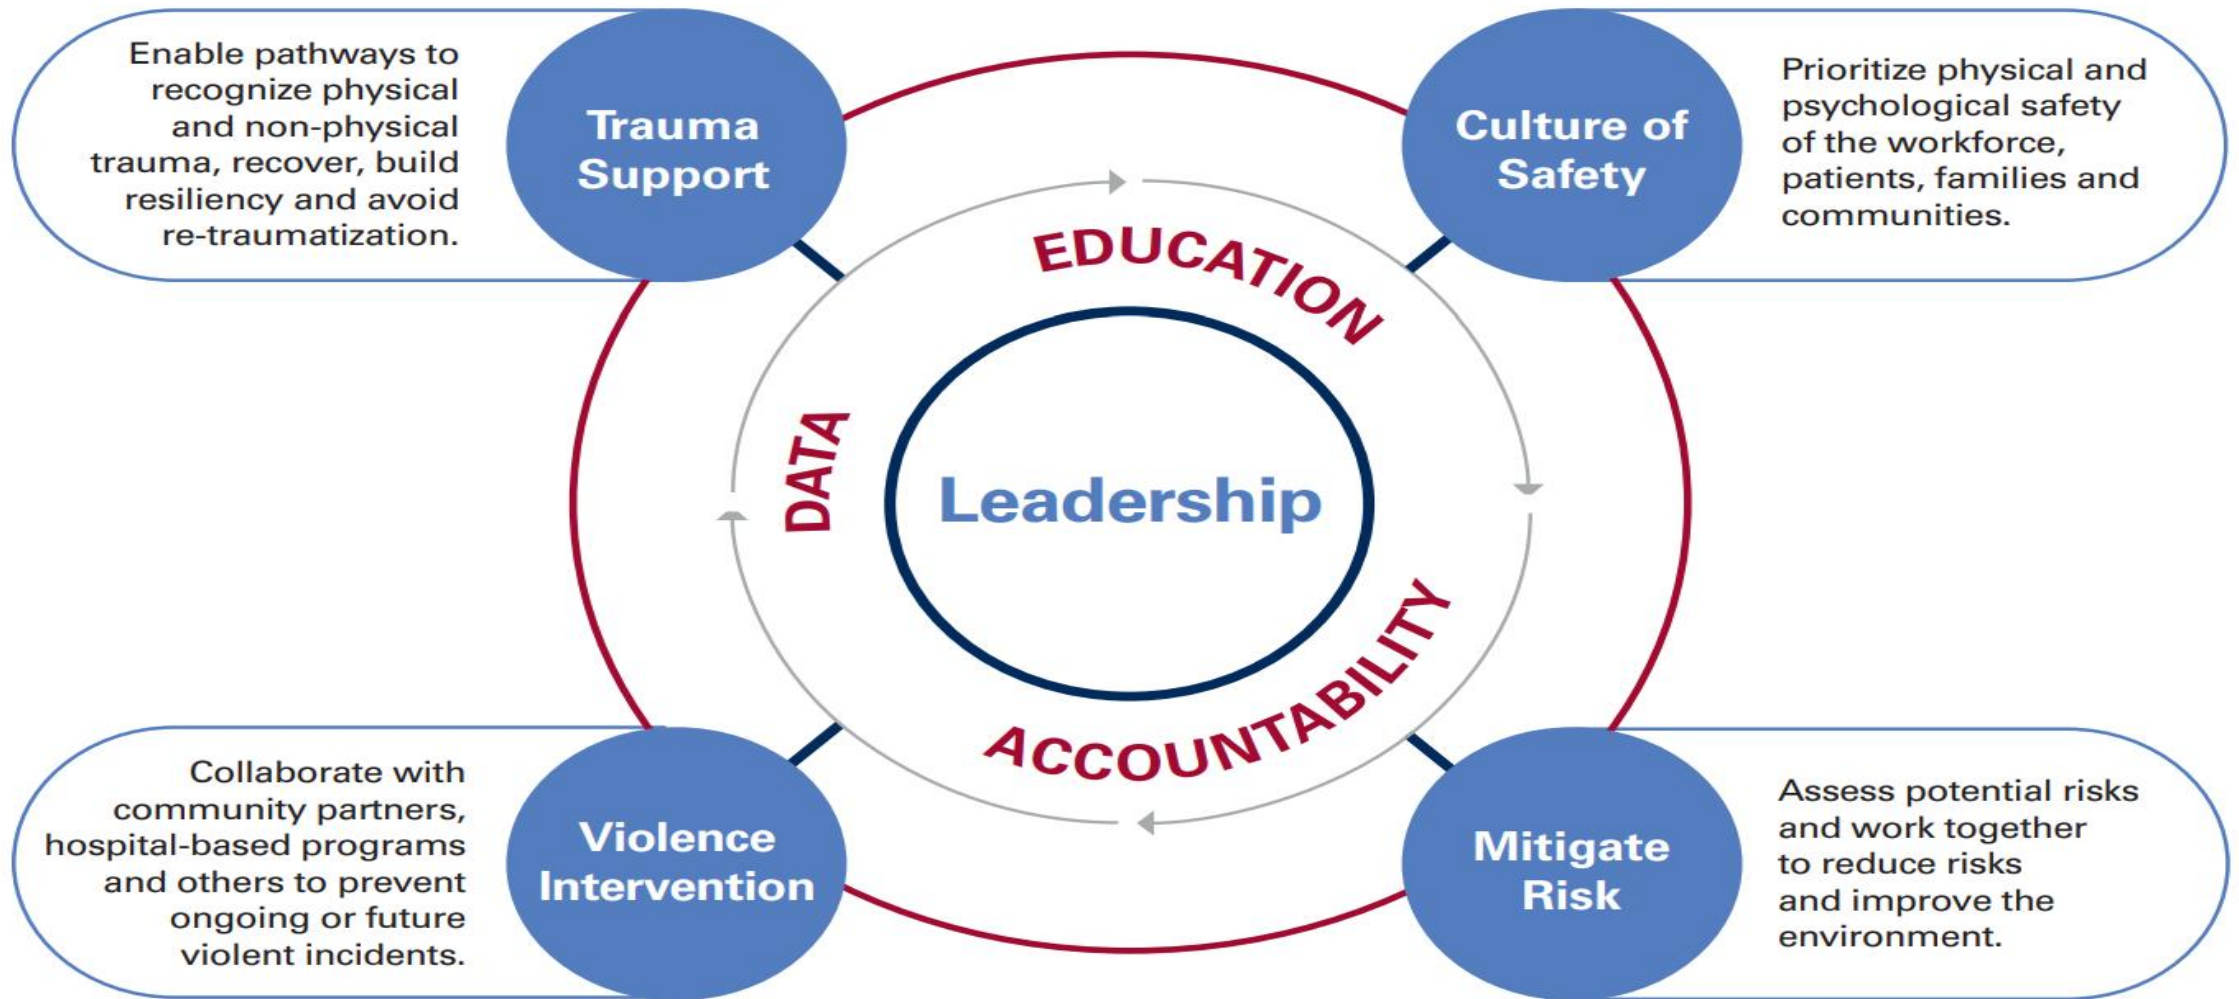 Enable pathways to
recognize physical
and non-physical
trauma, recover, build
resiliency and avoid
re-traumatization.
Trauma
Support
Culture of
Safety
Prioritize physical and
psychological safety
of the workforce,
patients, families and
communities.
EDUCATION
DATA
Leadership
ACCOUNTABILITY
Collaborate with
community partners,
hospital-based programs
and others to prevent
ongoing or future
violent incidents.
Violence
Intervention
Mitigate
Risk
Assess potential risks
and work together
to reduce risks
and improve the
environment.